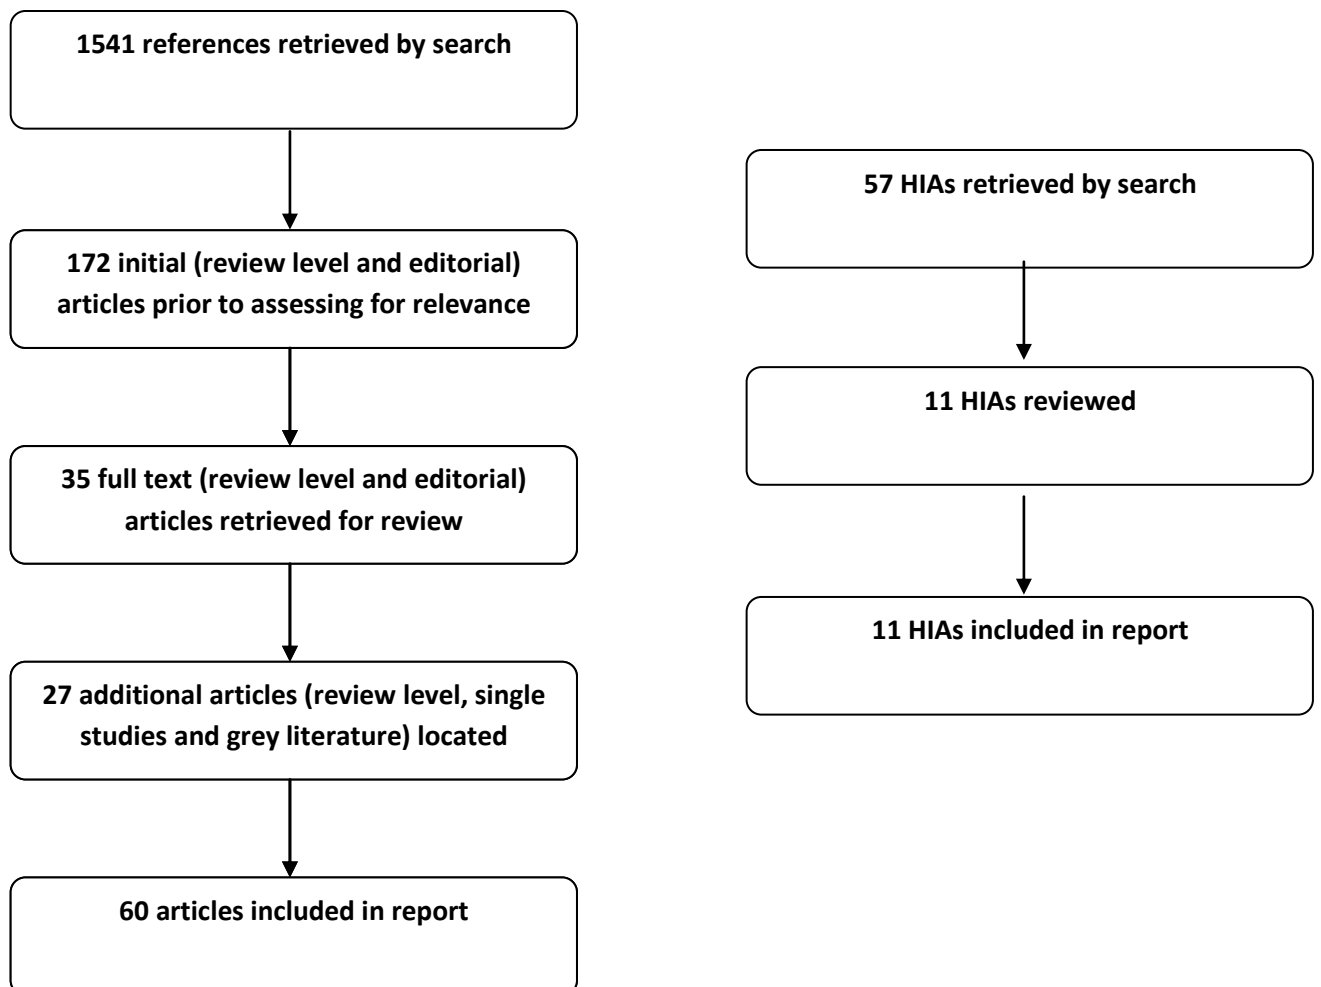 1541 references retrieved by search
172 initial (review level and editorial)
articles prior to assessing for relevance
35 full text (review level and editorial)
articles retrieved for review
27 additional articles (review level, single
studies and grey literature) located
60 articles included in report
57 HIAs retrieved by search
11 HIAs reviewed
11 HIAs included in report